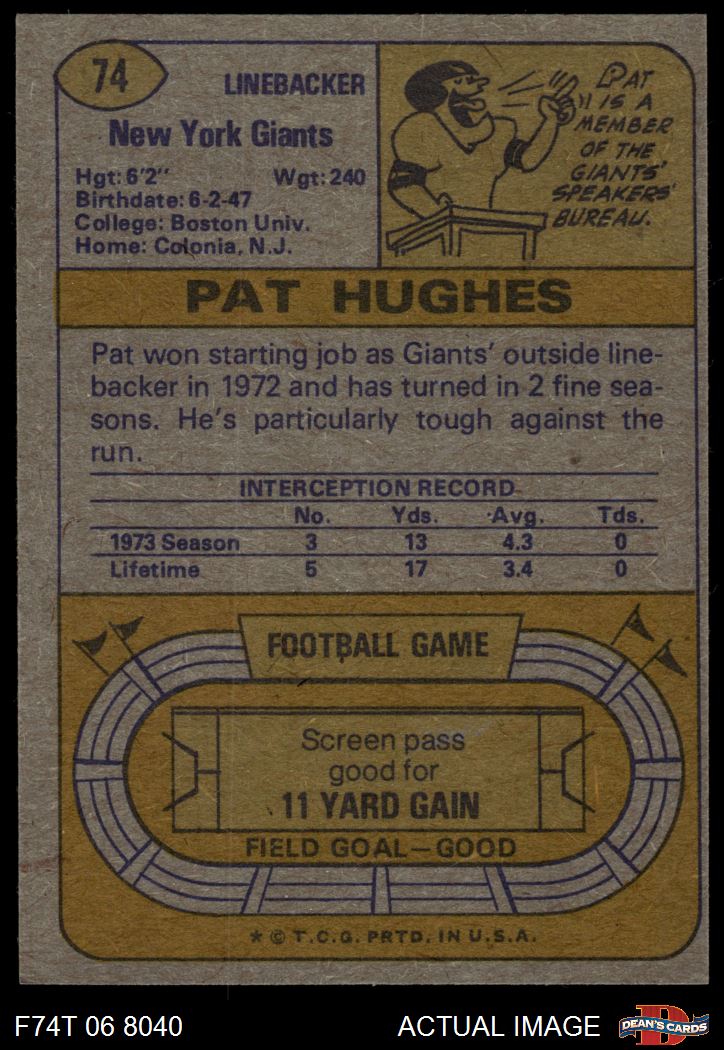 74
LINEBACKER
New York Giants
Hgt: 6'2" Wgt: 240
Birthdate: 6-2-47
College: Boston Univ.
Home: Colonia, N.J.
PAT
IS A
MEMBER
OF THE
GIANTS'
SPEAKERS'
BUREAU.
PAT HUGHES
Pat won starting job as Giants' outside line-
backer in 1972 and has turned in 2 fine sea-
sons. He's particularly tough against the
run.
INTERCEPTION RECORD
No. Yds. Avg. Tds.
1973 Season 3 13 4.3 0
Lifetime 5 17 3.4 0
FOOTBALL GAME
Screen pass
good for
11 YARD GAIN
FIELD GOAL—GOOD
* © T.C.G. PRTD. IN U.S.A.
F74T 06 8040 ACTUAL IMAGE
D
DEAN'S CARDS